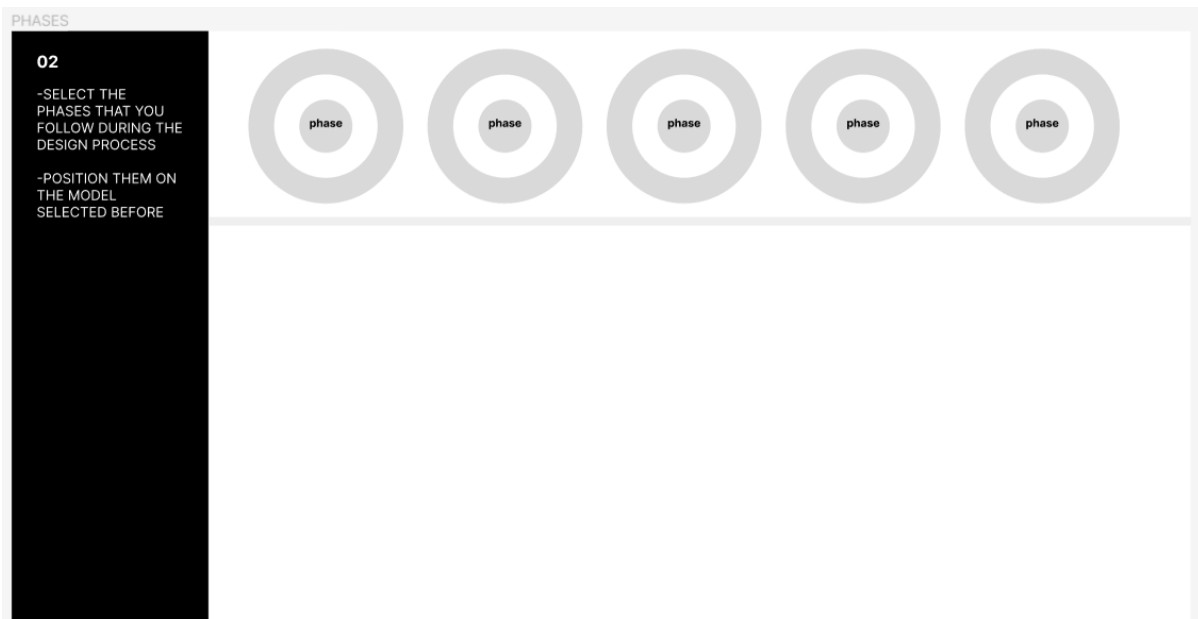 PHASES
02
-SELECT THE
PHASES THAT YOU
FOLLOW DURING THE
DESIGN PROCESS
-POSITION THEM ON
THE MODEL
SELECTED BEFORE
phase
phase
phase
phase
phase